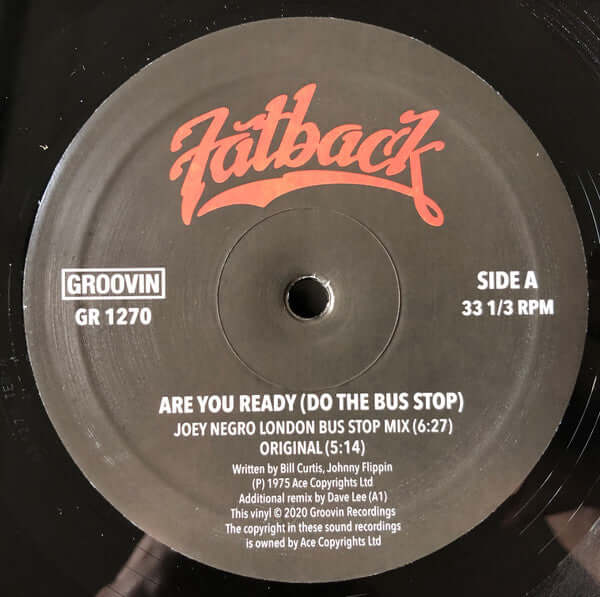 Fatback
GROOVIN
GR 1270
SIDE A
33 1/3 RPM
ARE YOU READY (DO THE BUS STOP)
JOEY NEGRO LONDON BUS STOP MIX (6:27)
ORIGINAL (5:14)
Written by Bill Curtis, Johnny Flippin
(P) 1975 Ace Copyrights Ltd
Additional remix by Dave Lee (A1)
This vinyl © 2020 Groovin Recordings
The copyright in these sound recordings
is owned by Ace Copyrights Ltd